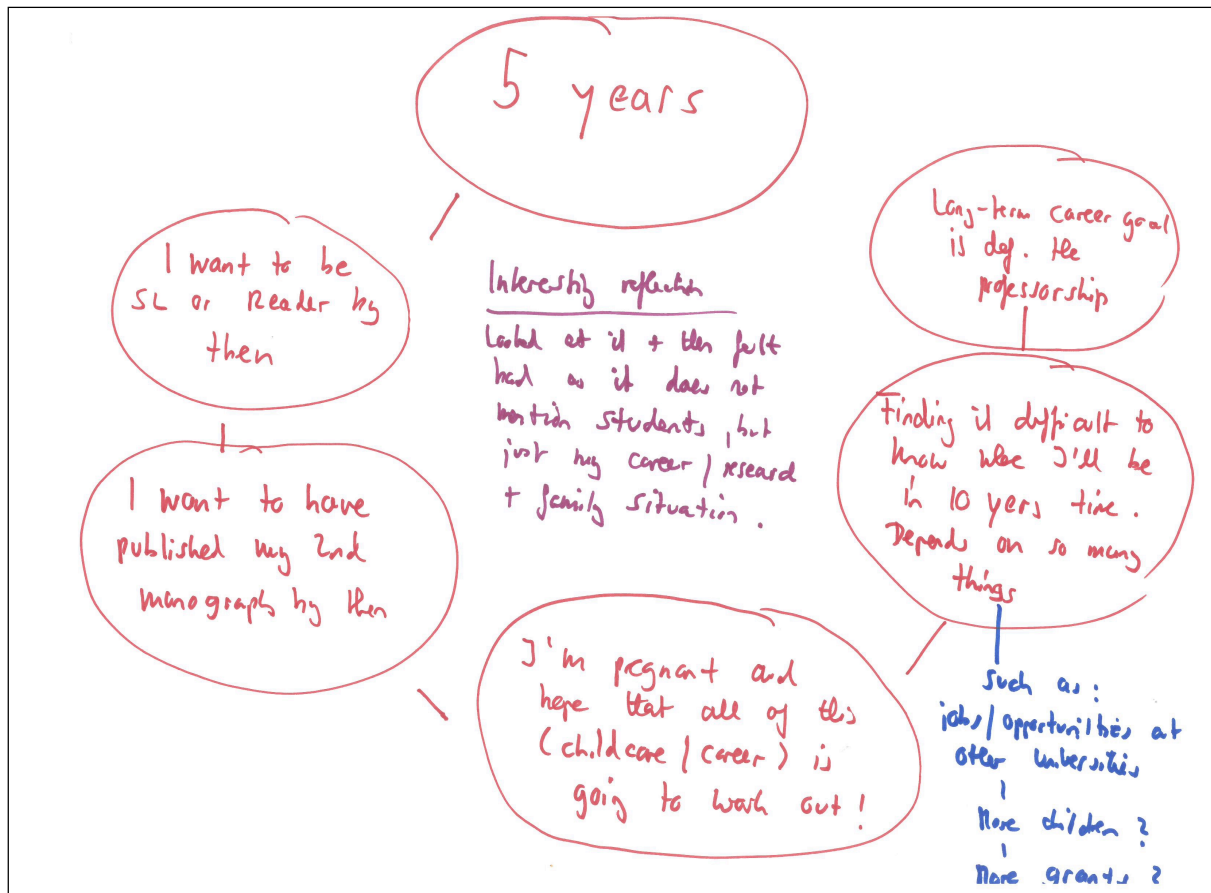 5 years
I want to be
SL or Reader by
then
I want to have
published my 2nd
monograph by then
I'm pregnant and
hope that all of this
(childcare / career) is
going to work out!
Finding it difficult to
know where I'll be
in 10 years time.
Depends on so many
things
Long-term career goal
is def. the
professorship
such as:
jobs/opportunities at
other universities
More children?
More grants?
Interesting reflection
Looked at it + then felt
bad as it does not
mention students, but
just my career / research
+ family situation.